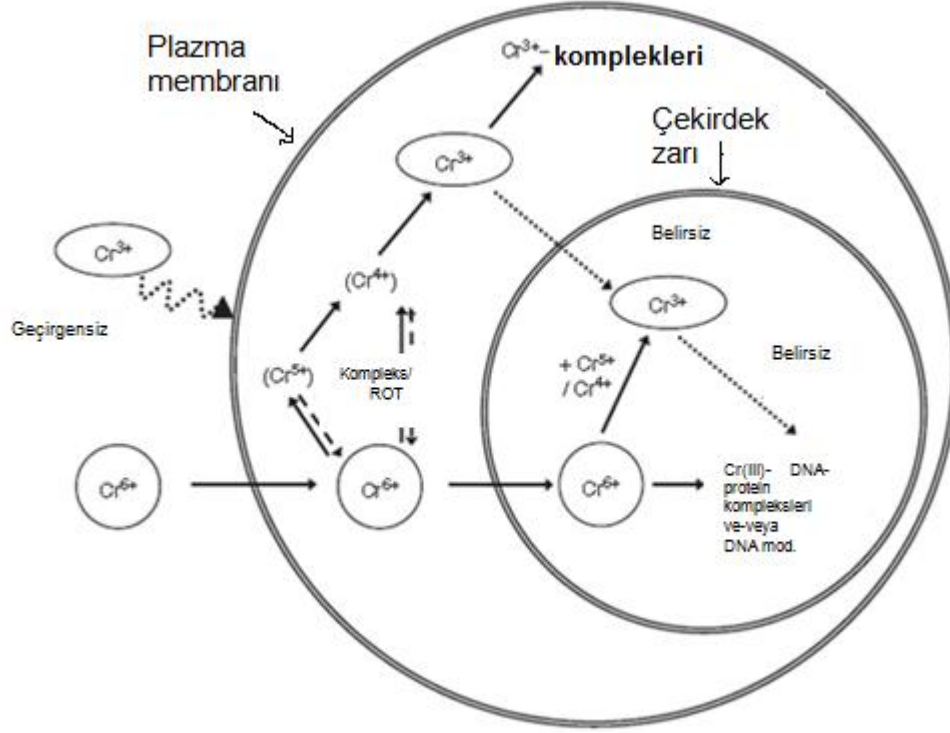 Plazma
membranı
Cr³⁺– komplekleri
Çekirdek
zarı
Cr³⁺
Cr³⁺
Belirsiz
(Cr⁴⁺)
Cr³⁺
Geçirgensiz
Belirsiz
(Cr⁵⁺)
Kompleks/
ROT
+ Cr⁵⁺
/ Cr⁴⁺
Cr⁶⁺
Cr⁶⁺
Cr⁶⁺
Cr(III)- DNA-
protein
kompleksleri
ve-veya
DNA mod.